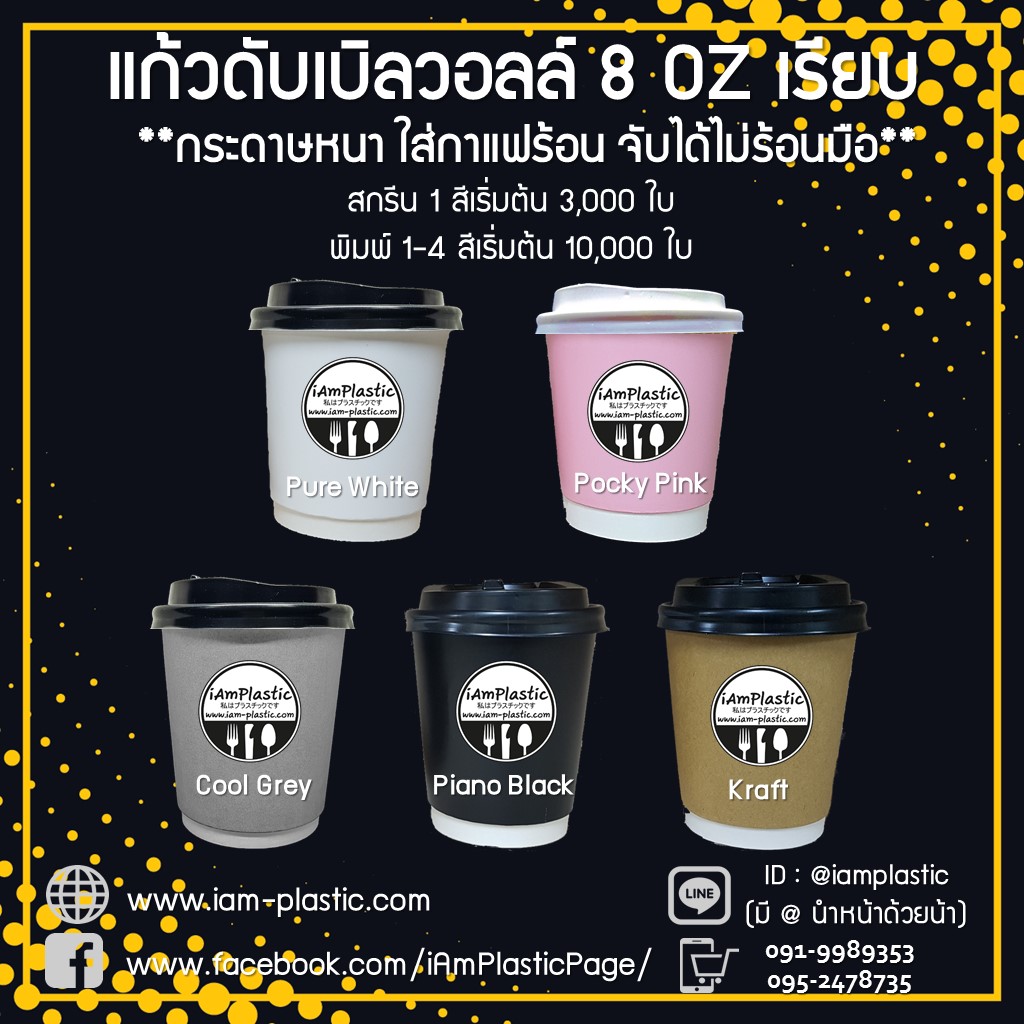 แก้วดับเบิลวอลล์ 8 OZ เรียบ
**กระดาษหนา ใส่กาแฟร้อน จับได้ไม่ร้อนมือ**
สกรีน 1 สีเริ่มต้น 3,000 ใบ
พิมพ์ 1-4 สีเริ่มต้น 10,000 ใบ
iAmPlastic
私はプラスチックです
www.iam-plastic.com
Pure White
iAmPlastic
私はプラスチックです
www.iam-plastic.com
Pocky Pink
iAmPlastic
私はプラスチックです
www.iam-plastic.com
Cool Grey
iAmPlastic
私はプラスチックです
www.iam-plastic.com
Piano Black
iAmPlastic
私はプラスチックです
www.iam-plastic.com
Kraft
www.iam-plastic.com
www.facebook.com/iAmPlasticPage/
LINE
ID : @iamplastic
(มี @ นำหน้าด้วยน้า)
091-9989353
095-2478735